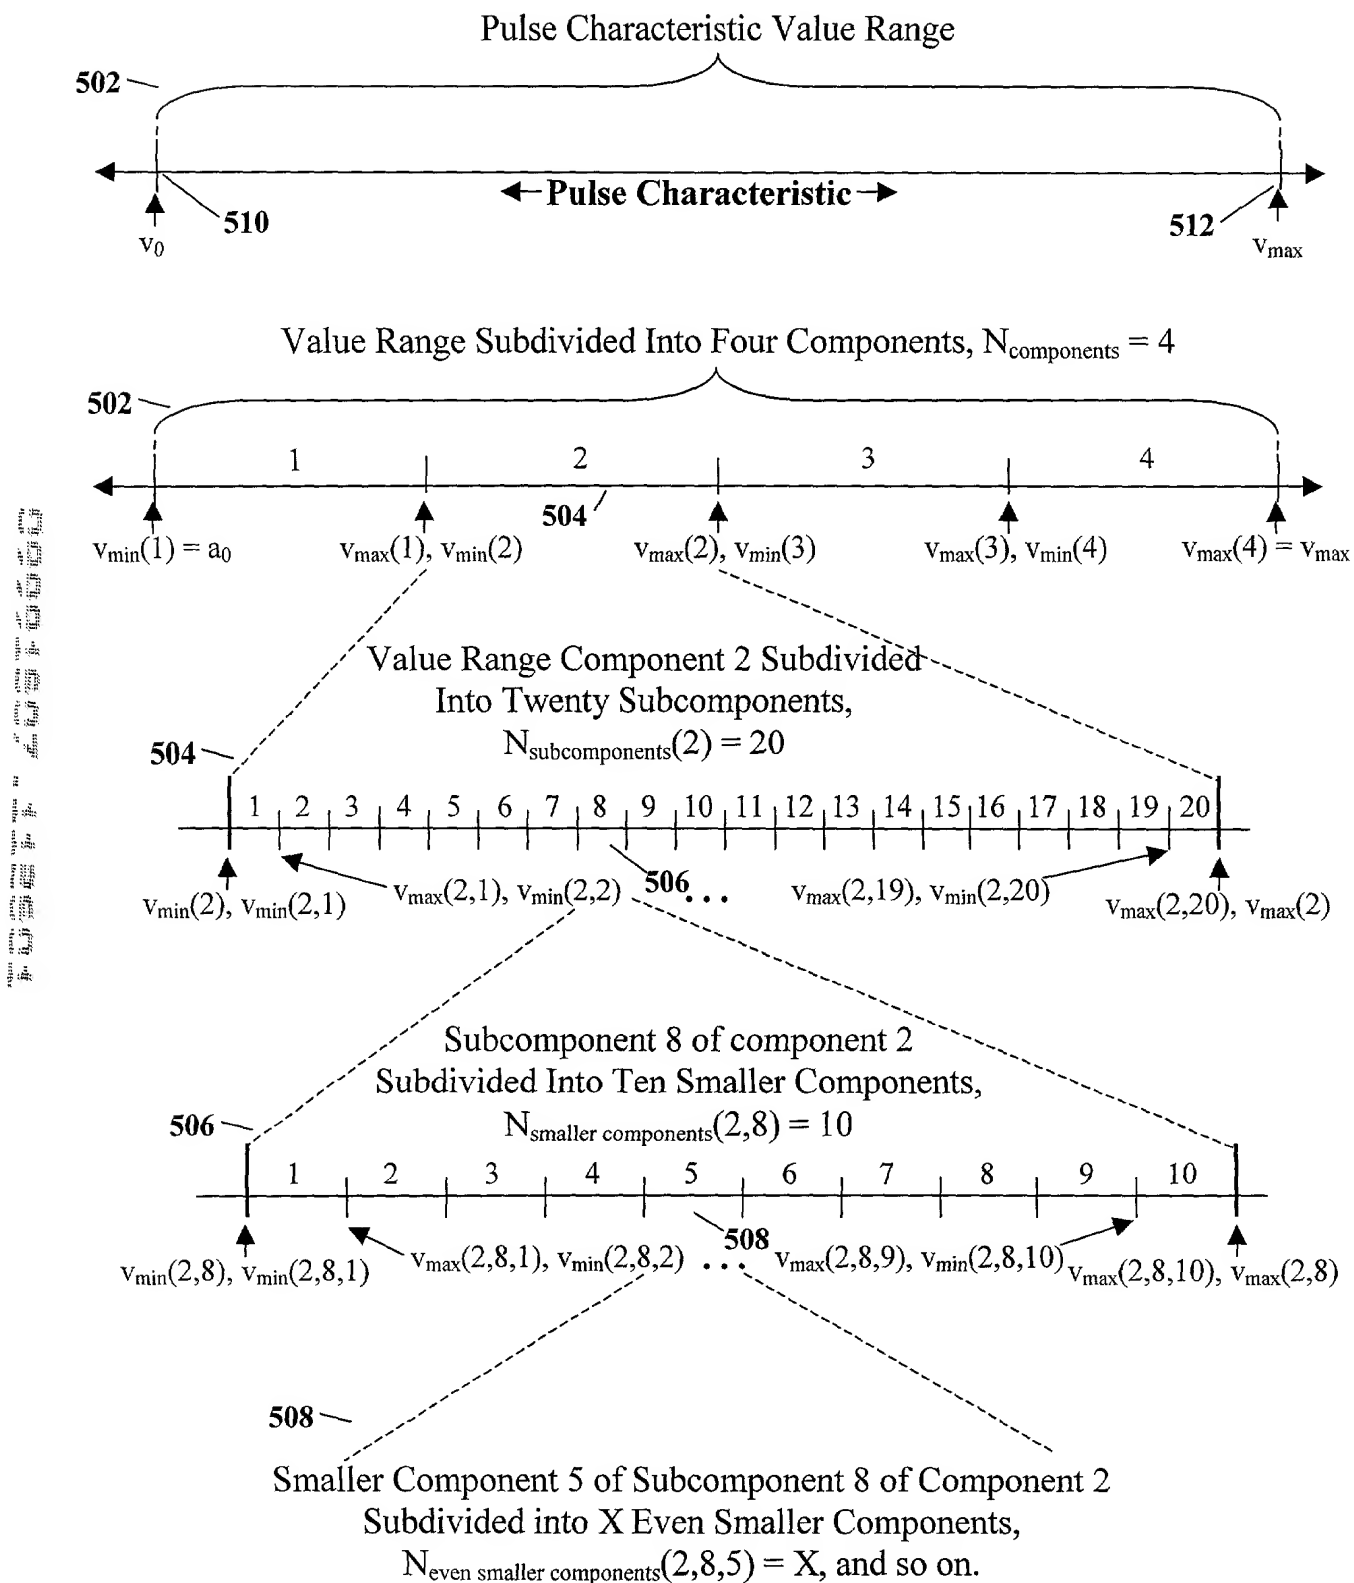 Pulse Characteristic Value Range
502
Pulse Characteristic
510
512
v0
vmax
Value Range Subdivided Into Four Components, Ncomponents = 4
502
1 2 3 4
504
vmin(1) = a0 vmax(1), vmin(2) vmax(2), vmin(3) vmax(3), vmin(4) vmax(4) = vmax
Value Range Component 2 Subdivided
Into Twenty Subcomponents,
Nsubcomponents(2) = 20
504
1 2 3 4 5 6 7 8 9 10 11 12 13 14 15 16 17 18 19 20
vmin(2), vmin(2,1) vmax(2,1), vmin(2,2) 506 ... vmax(2,19), vmin(2,20) vmax(2,20), vmax(2)
Subcomponent 8 of component 2
Subdivided Into Ten Smaller Components,
Nsmaller components(2,8) = 10
506
1 2 3 4 5 6 7 8 9 10
508
vmin(2,8), vmin(2,8,1) vmax(2,8,1), vmin(2,8,2) ... vmax(2,8,9), vmin(2,8,10) vmax(2,8,10), vmax(2,8)
508
Smaller Component 5 of Subcomponent 8 of Component 2
Subdivided into X Even Smaller Components,
Neven smaller components(2,8,5) = X, and so on.